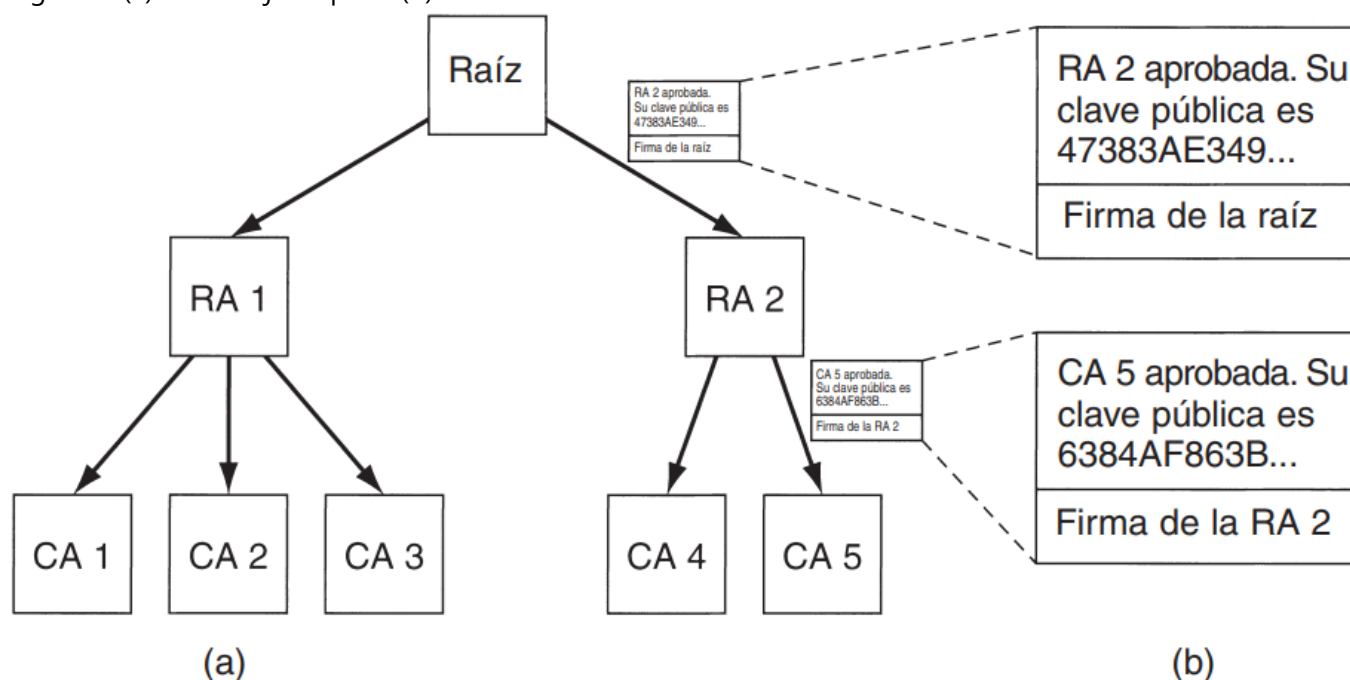 Raíz
RA 2 aprobada.
Su clave pública es
47383AE349...
Firma de la raíz
RA 2 aprobada. Su
clave pública es
47383AE349...
Firma de la raíz
RA 1
RA 2
CA 5 aprobada.
Su clave pública es
6384AF863B...
Firma de la RA 2
CA 5 aprobada. Su
clave pública es
6384AF863B...
Firma de la RA 2
CA 1
CA 2
CA 3
CA 4
CA 5
(a)
(b)